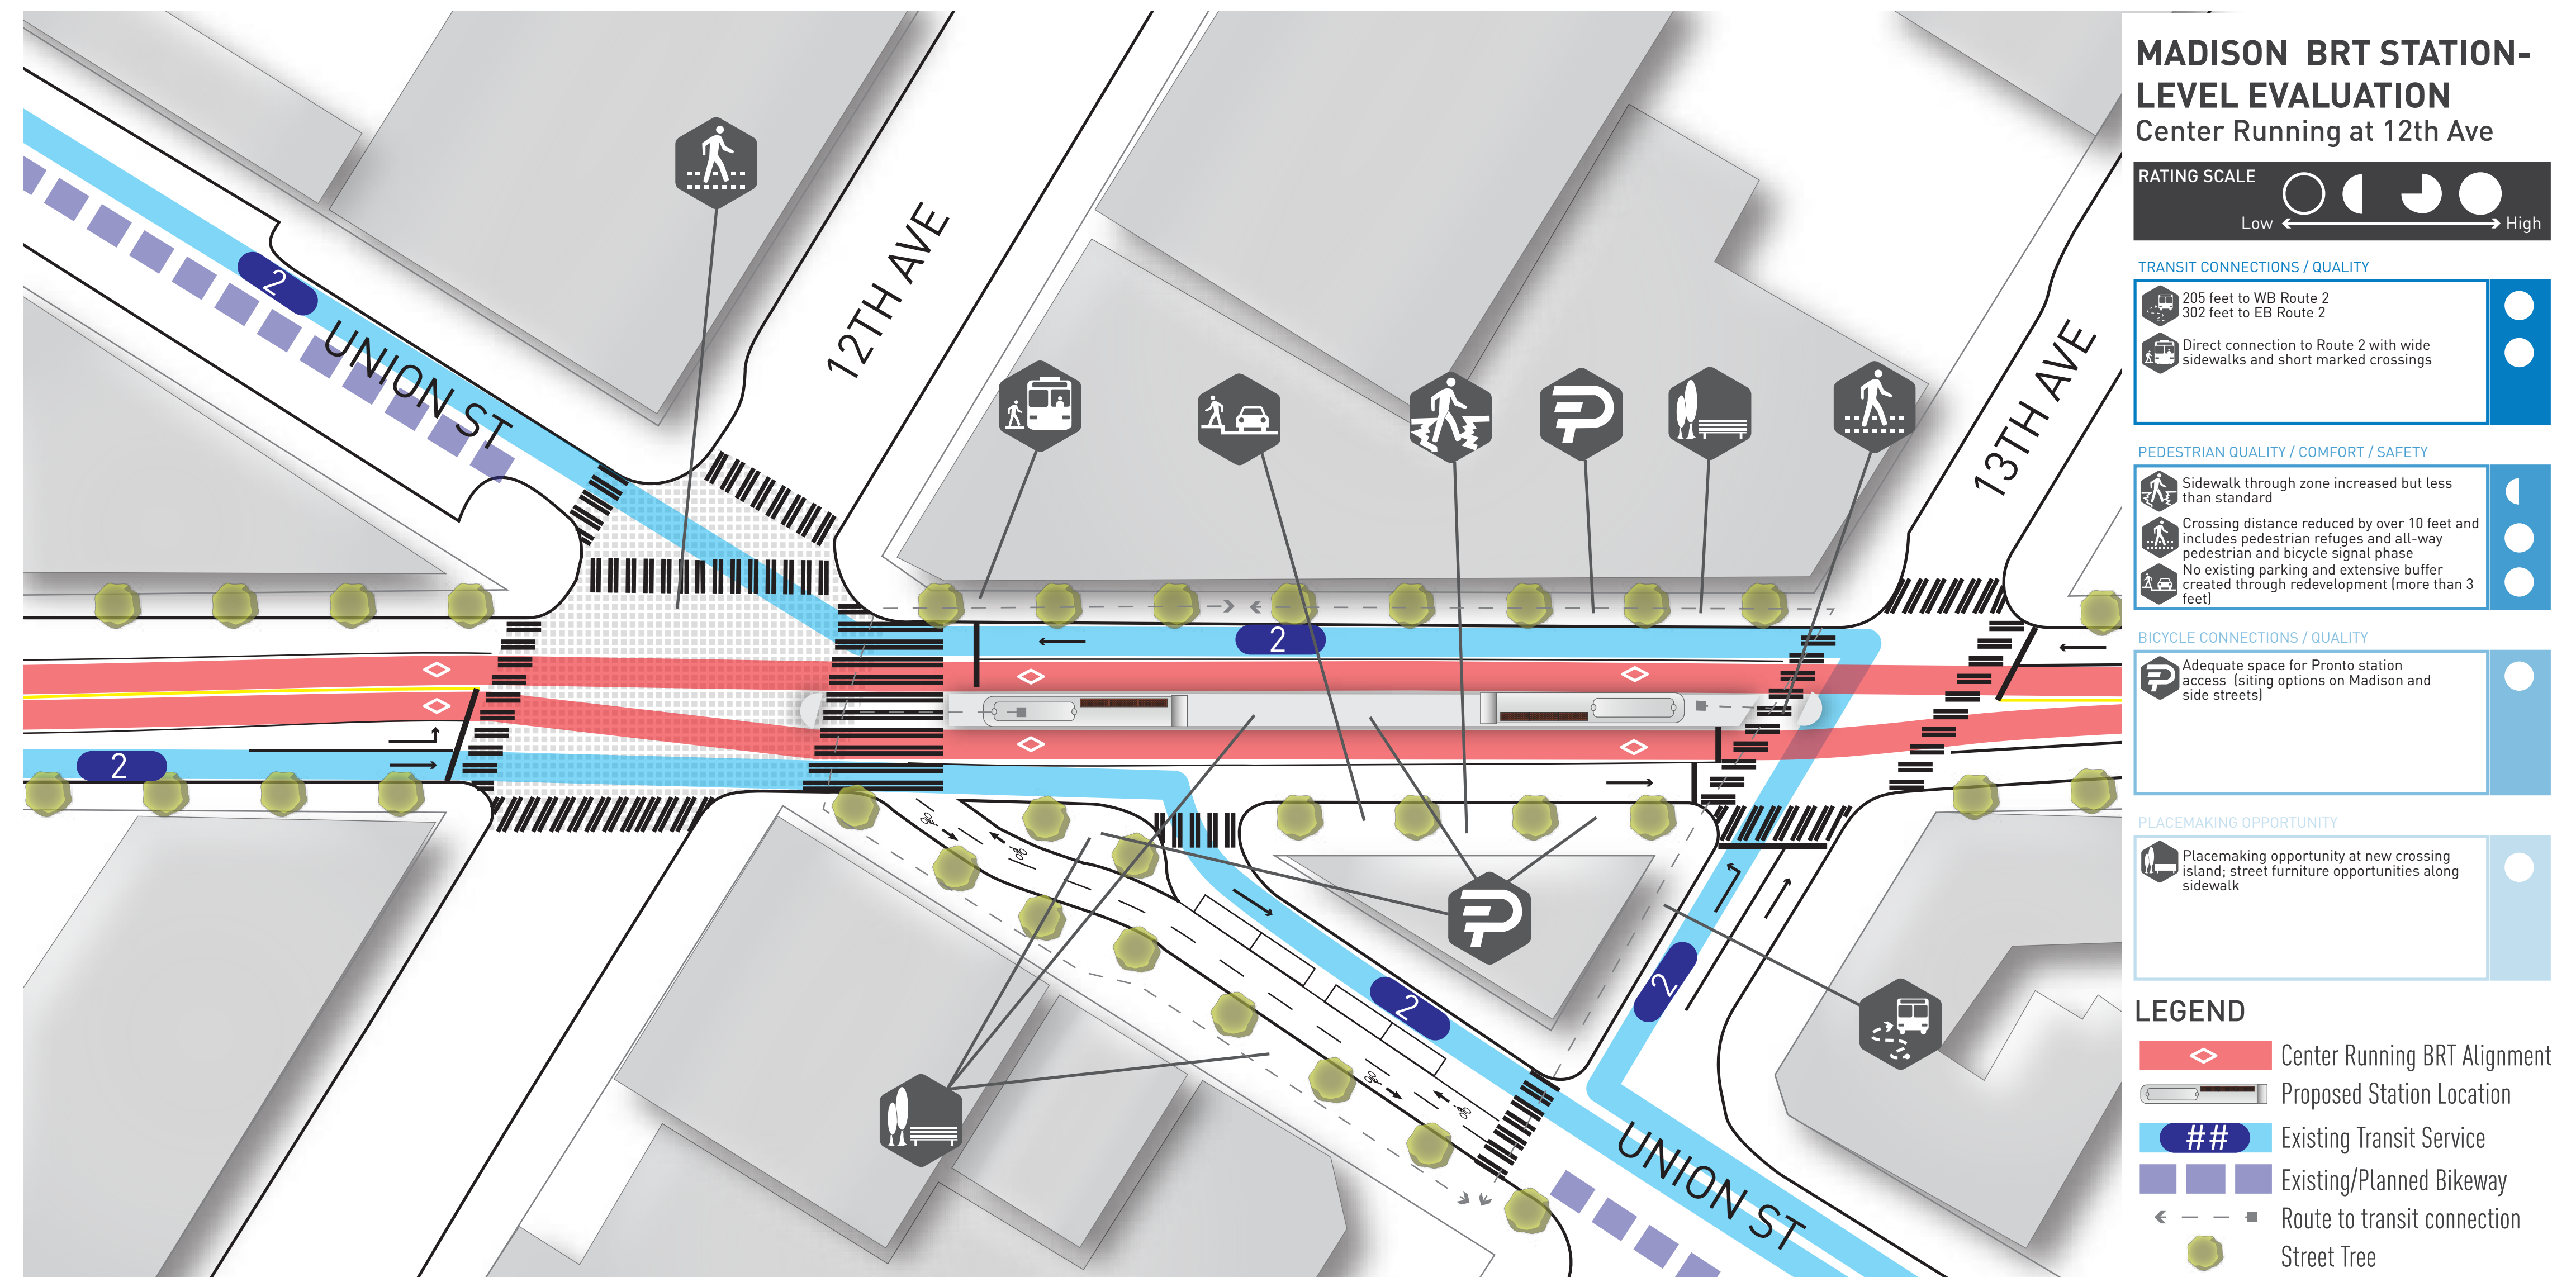 MADISON BRT STATION-
LEVEL EVALUATION
Center Running at 12th Ave
RATING SCALE
Low
High
TRANSIT CONNECTIONS / QUALITY
205 feet to WB Route 2
302 feet to EB Route 2
Direct connection to Route 2 with wide
sidewalks and short marked crossings
PEDESTRIAN QUALITY / COMFORT / SAFETY
Sidewalk through zone increased but less
than standard
Crossing distance reduced by over 10 feet and
includes pedestrian refuges and all-way
pedestrian and bicycle signal phase
No existing parking and extensive buffer
created through redevelopment (more than 3
feet)
BICYCLE CONNECTIONS / QUALITY
Adequate space for Pronto station
access (siting options on Madison and
side streets)
PLACEMAKING OPPORTUNITY
Placemaking opportunity at new crossing
island; street furniture opportunities along
sidewalk
LEGEND
Center Running BRT Alignment
Proposed Station Location
##
Existing Transit Service
Existing/Planned Bikeway
Route to transit connection
Street Tree
2
UNION ST
12TH AVE
13TH AVE
2
2
2
2
UNION ST